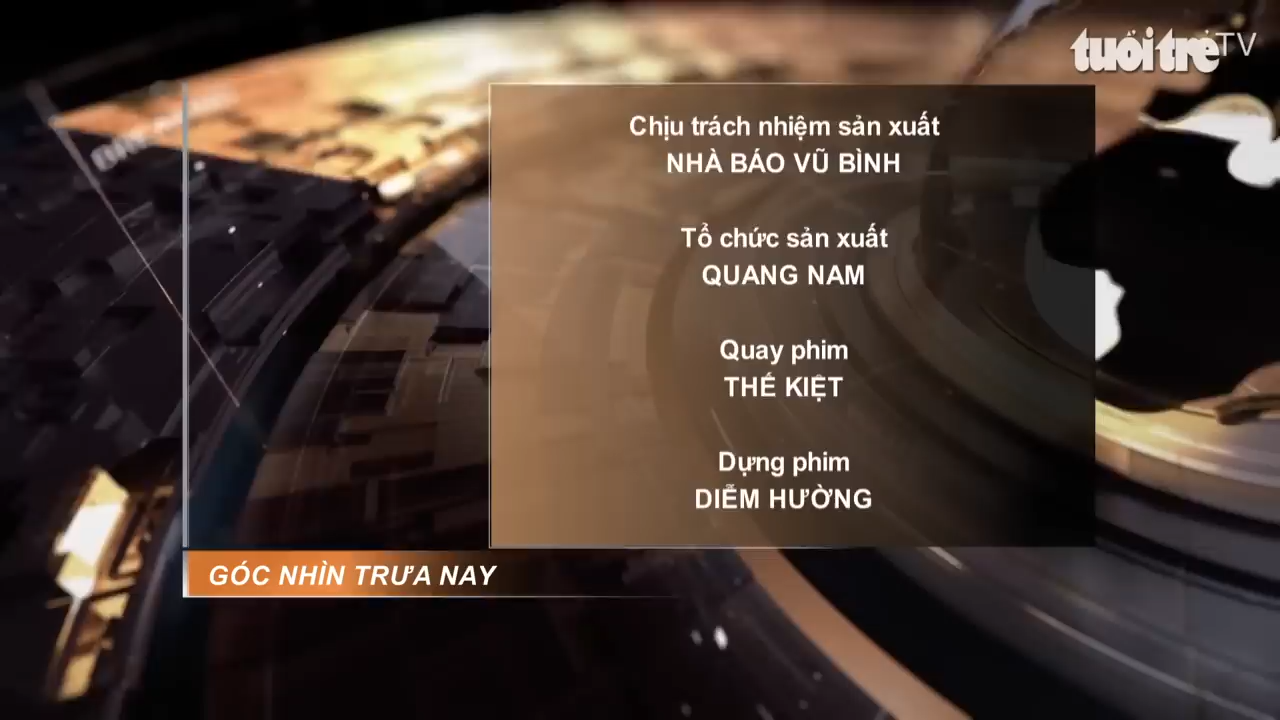 tuổi trẻ TV
Chịu trách nhiệm sản xuất
NHÀ BÁO VŨ BÌNH
Tổ chức sản xuất
QUANG NAM
Quay phim
THẾ KIỆT
Dựng phim
DIỄM HƯỜNG
GÓC NHÌN TRƯA NAY